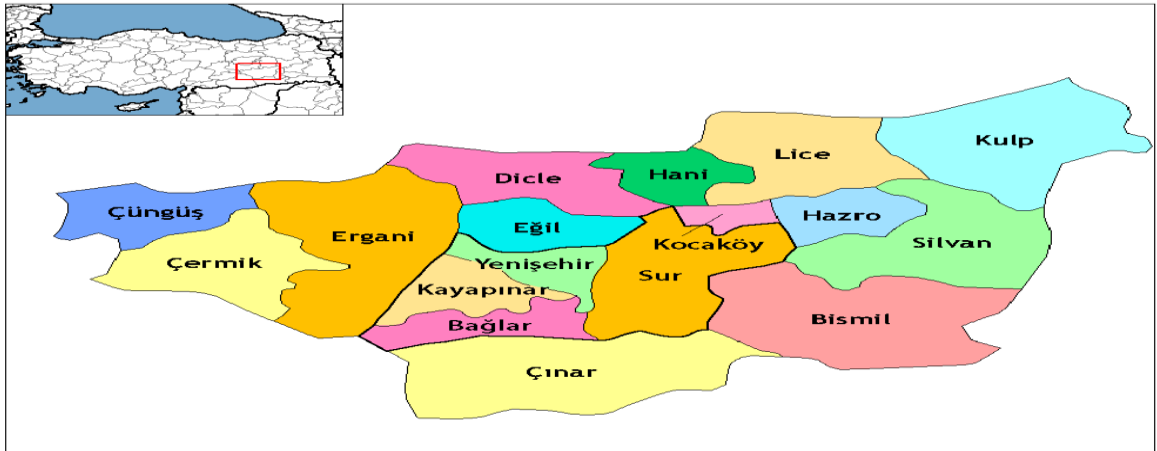 Kulp
Lice
Hani
Dicle
Çüngüş
Hazro
Eğil
Ergani
Kocaköy
Silvan
Çermik
Yenişehir
Sur
Kayapınar
Bismil
Bağlar
Çınar